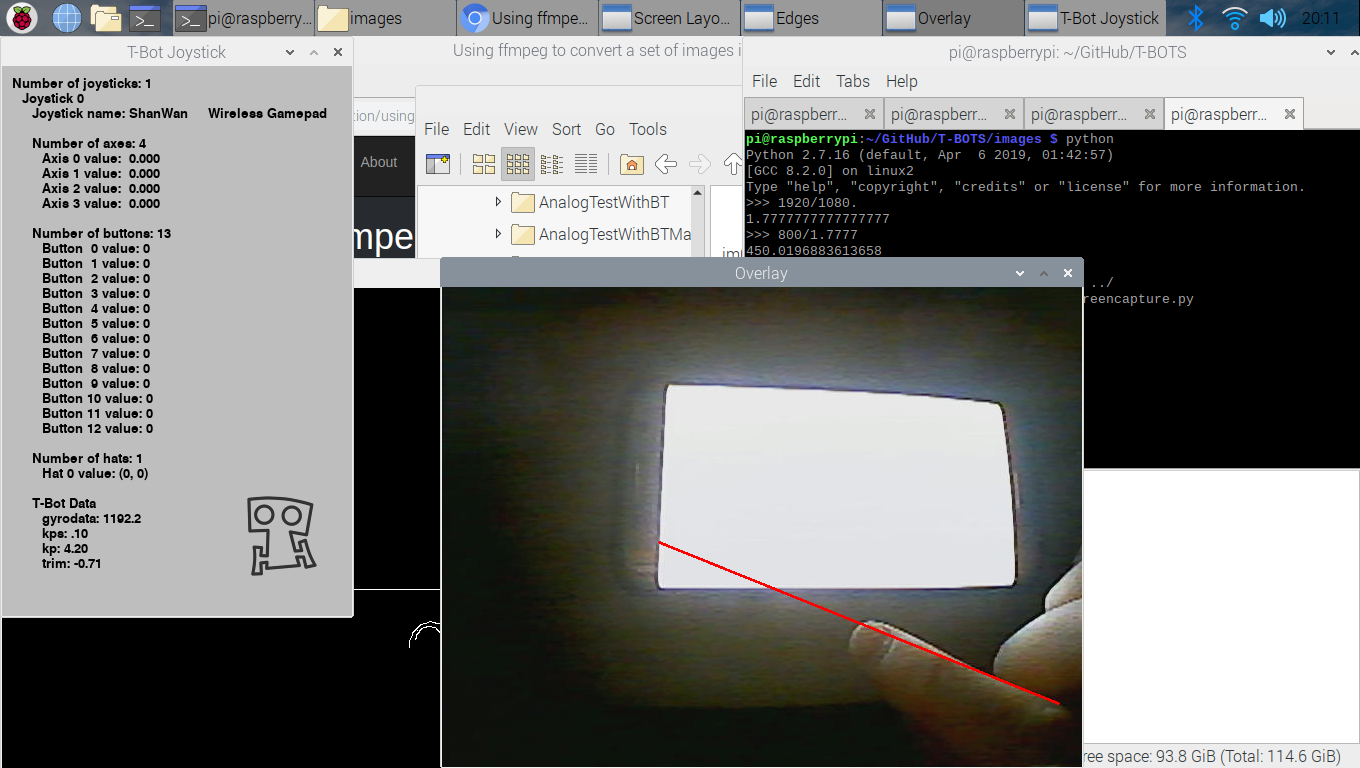 pi@raspberry...
images
Using ffmpe...
Screen Layo...
Edges
Overlay
T-Bot Joystick
20:11
T-Bot Joystick
Number of joysticks: 1
Joystick 0
Joystick name: ShanWan Wireless Gamepad
Number of axes: 4
Axis 0 value: 0.000
Axis 1 value: 0.000
Axis 2 value: 0.000
Axis 3 value: 0.000
Number of buttons: 13
Button 0 value: 0
Button 1 value: 0
Button 2 value: 0
Button 3 value: 0
Button 4 value: 0
Button 5 value: 0
Button 6 value: 0
Button 7 value: 0
Button 8 value: 0
Button 9 value: 0
Button 10 value: 0
Button 11 value: 0
Button 12 value: 0
Number of hats: 1
Hat 0 value: (0, 0)
T-Bot Data
gyrodata: 1192.2
kps: .10
kp: 4.20
trim: -0.71
Using ffmpeg to convert a set of images i
tion/using
About
mpe
File Edit View Sort Go Tools
AnalogTestWithBT
AnalogTestWithBTMa
im
pi@raspberrypi: ~/GitHub/T-BOTS
File Edit Tabs Help
pi@raspberr... pi@raspberr... pi@raspberr... pi@raspberr...
pi@raspberrypi:~/GitHub/T-BOTS/images $ python
Python 2.7.16 (default, Apr  6 2019, 01:42:57)
[GCC 8.2.0] on linux2
Type "help", "copyright", "credits" or "license" for more information.
>>> 1920/1080.
1.7777777777777777
>>> 800/1.7777
450.0196883613658
../
reencapture.py
Overlay
ree space: 93.8 GiB (Total: 114.6 GiB)